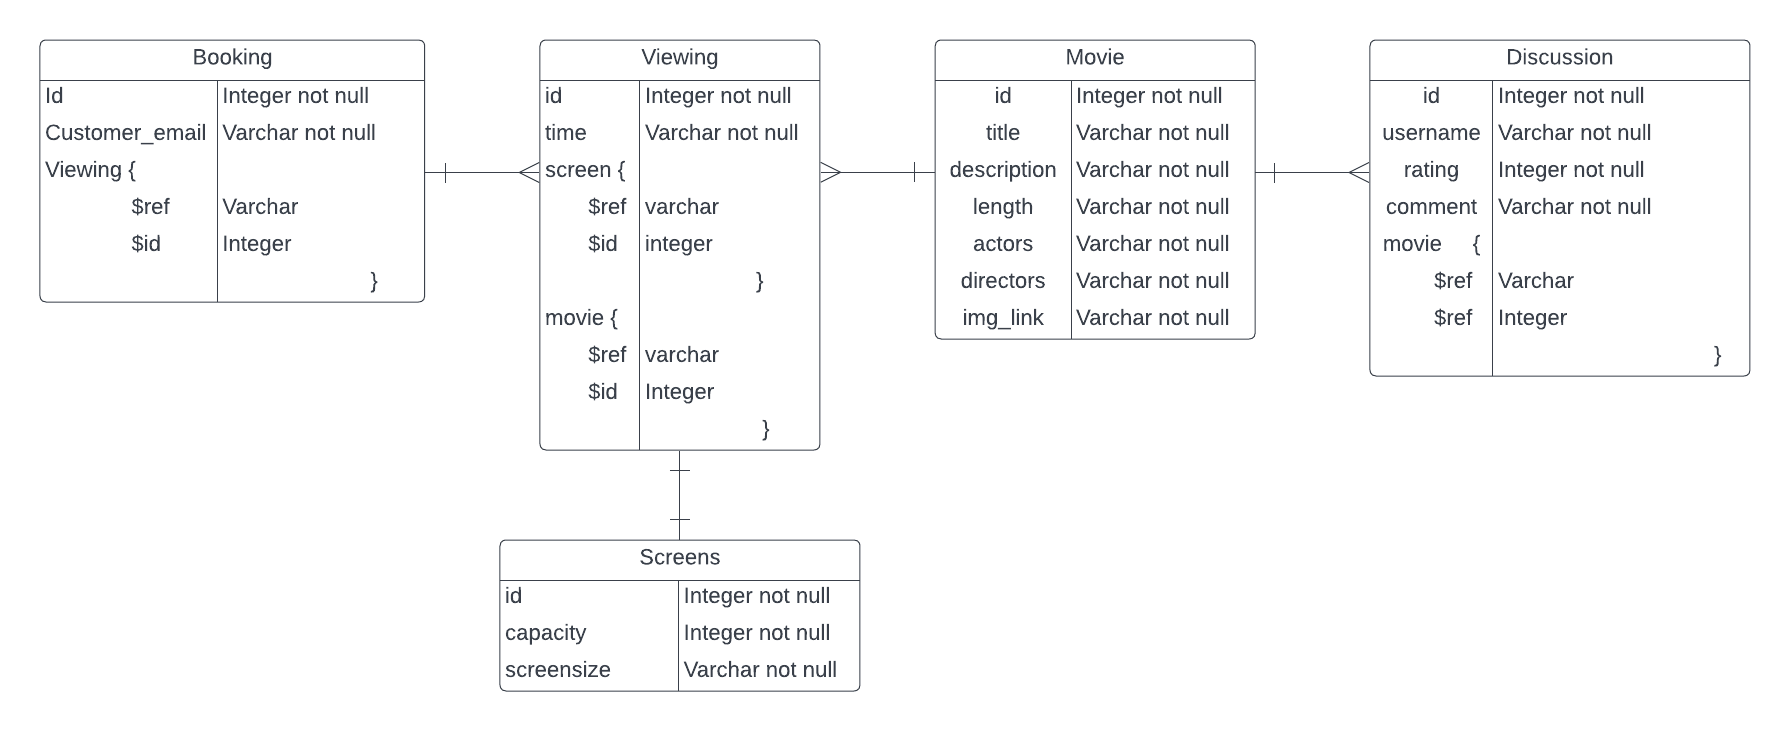 Booking
Id Integer not null
Customer_email Varchar not null
Viewing {
$ref Varchar
$id Integer
}
Viewing
id Integer not null
time Varchar not null
screen {
$ref varchar
$id integer
}
movie {
$ref varchar
$id Integer
}
Movie
id Integer not null
title Varchar not null
description Varchar not null
length Varchar not null
actors Varchar not null
directors Varchar not null
img_link Varchar not null
Discussion
id Integer not null
username Varchar not null
rating Integer not null
comment Varchar not null
movie {
$ref Varchar
$ref Integer
}
Screens
id Integer not null
capacity Integer not null
screensize Varchar not null